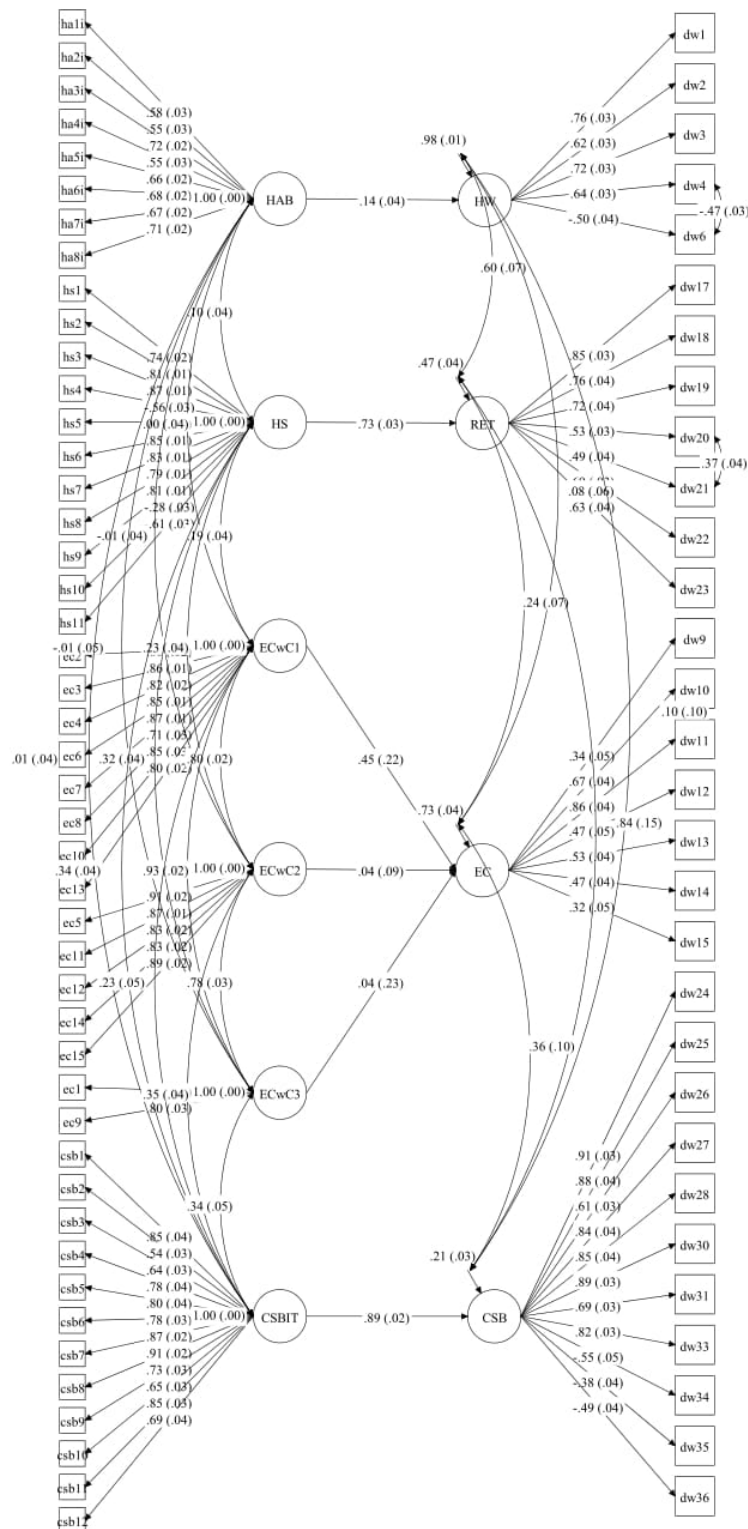 ha1i
ha2i
ha3i
ha4i
ha5i
ha6i
ha7i
ha8i
hs1
hs2
hs3
hs4
hs5
hs6
hs7
hs8
hs9
hs10
hs11
ec2
ec3
ec4
ec6
ec7
ec8
ec10
ec13
ec5
ec11
ec12
ec14
ec15
ec1
ec9
csb1
csb2
csb3
csb4
csb5
csb6
csb7
csb8
csb9
csb10
csb11
csb12
.58 (.03)
.55 (.03)
.72 (.02)
.55 (.03)
.66 (.02)
.68 (.02)
.67 (.02)
.71 (.02)
1.00 (.00)
HAB
.14 (.04)
.10 (.04)
.74 (.02)
.81 (.01)
.87 (.01)
-.56 (.03)
.00 (.04)
.85 (.01)
.83 (.01)
.79 (.01)
.81 (.01)
-.28 (.03)
.61 (.03)
1.00 (.00)
HS
.73 (.03)
-.01 (.04)
.19 (.04)
-.01 (.05)
.23 (.04)
1.00 (.00)
ECwC1
.86 (.01)
.82 (.02)
.85 (.01)
.87 (.01)
.71 (.03)
.85 (.03)
.80 (.02)
.01 (.04)
.32 (.04)
.80 (.02)
.45 (.22)
.34 (.04)
.93 (.02)
1.00 (.00)
ECwC2
.04 (.09)
.91 (.02)
.87 (.01)
.83 (.02)
.83 (.02)
.89 (.02)
.23 (.05)
.78 (.03)
.04 (.23)
.35 (.04)
1.00 (.00)
ECwC3
.80 (.03)
.34 (.05)
.85 (.04)
.54 (.03)
.64 (.03)
.78 (.04)
.80 (.04)
.78 (.03)
.87 (.02)
.91 (.02)
.73 (.03)
.65 (.03)
.85 (.03)
.69 (.04)
1.00 (.00)
CSBIT
.89 (.02)
.98 (.01)
HW
.76 (.03)
.62 (.03)
.72 (.03)
.64 (.03)
-.50 (.04)
-.47 (.03)
.60 (.07)
.47 (.04)
RET
.85 (.03)
.76 (.04)
.72 (.04)
.53 (.03)
.49 (.04)
.08 (.06)
.63 (.04)
.37 (.04)
.24 (.07)
.10 (.10)
.73 (.04)
EC
.34 (.05)
.67 (.04)
.86 (.04)
.47 (.05)
.53 (.04)
.47 (.04)
.32 (.05)
.84 (.15)
.36 (.10)
.21 (.03)
CSB
.91 (.03)
.88 (.04)
.61 (.03)
.84 (.04)
.85 (.04)
.89 (.03)
.69 (.03)
.82 (.03)
-.55 (.05)
-.38 (.04)
-.49 (.04)
dw1
dw2
dw3
dw4
dw6
dw17
dw18
dw19
dw20
dw21
dw22
dw23
dw9
dw10
dw11
dw12
dw13
dw14
dw15
dw24
dw25
dw26
dw27
dw28
dw30
dw31
dw33
dw34
dw35
dw36